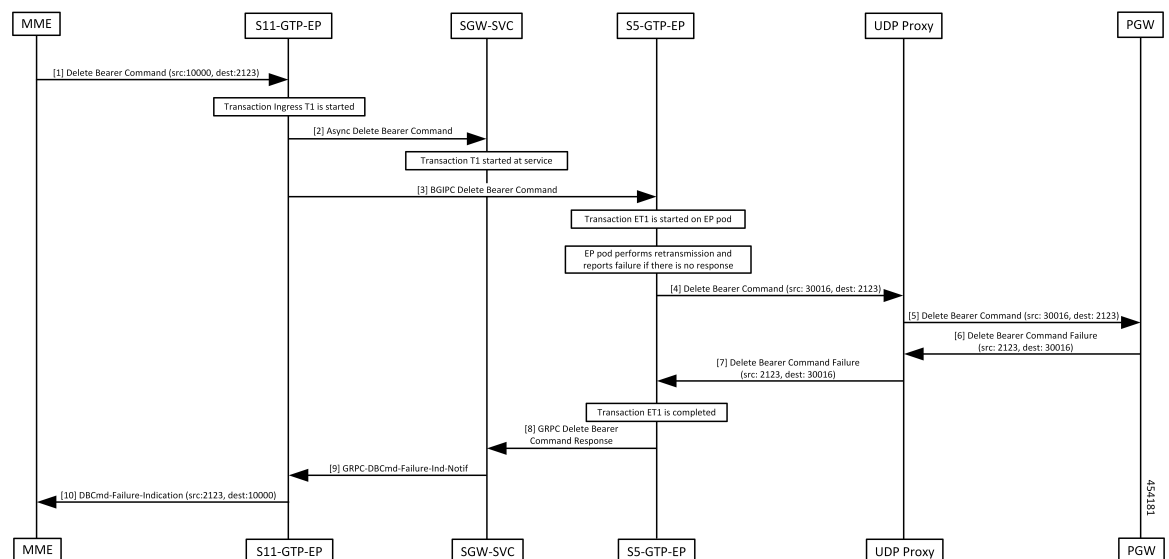 MME
S11-GTP-EP
SGW-SVC
S5-GTP-EP
UDP Proxy
PGW
[1] Delete Bearer Command (src:10000, dest:2123)
Transaction Ingress T1 is started
[2] Async Delete Bearer Command
Transaction T1 started at service
[3] BGIPC Delete Bearer Command
Transaction ET1 is started on EP pod
EP pod performs retransmission and
reports failure if there is no response
[4] Delete Bearer Command (src: 30016, dest: 2123)
[5] Delete Bearer Command (src: 30016, dest: 2123)
[6] Delete Bearer Command Failure
(src: 2123, dest: 30016)
[7] Delete Bearer Command Failure
(src: 2123, dest: 30016)
Transaction ET1 is completed
[8] GRPC Delete Bearer
Command Response
[9] GRPC-DBCmd-Failure-Ind-Notif
[10] DBCmd-Failure-Indication (src:2123, dest:10000)
454181
MME
S11-GTP-EP
SGW-SVC
S5-GTP-EP
UDP Proxy
PGW